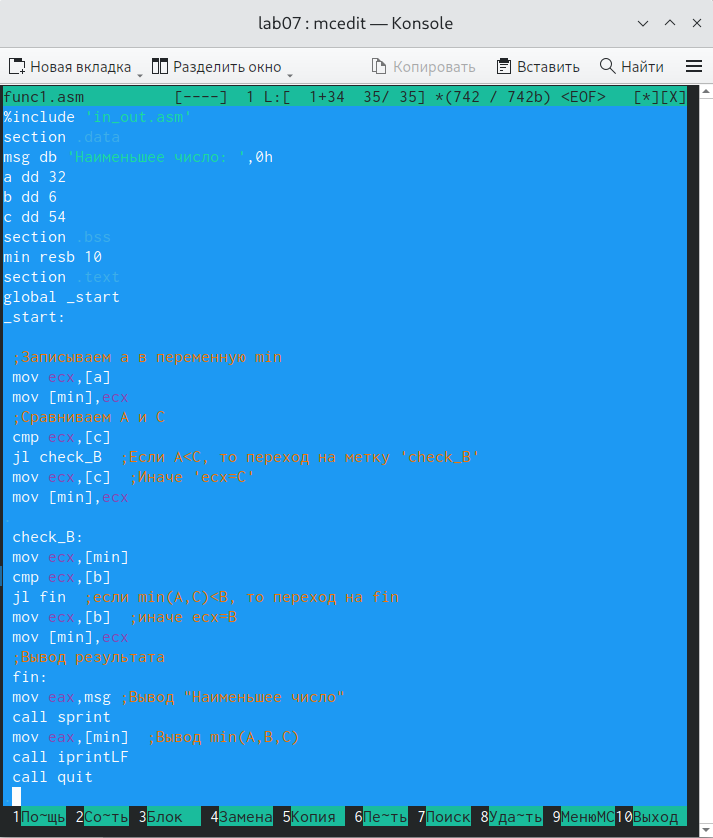 lab07 : mcedit — Konsole
Новая вкладка Разделить окно Копировать Вставить Найти
func1.asm [----] 1 L:[ 1+34 35/ 35] *(742 / 742b) <EOF> [*][X]
%include 'in_out.asm'
section .data
msg db 'Наименьшее число: ',0h
a dd 32
b dd 6
c dd 54
section .bss
min resb 10
section .text
global _start
_start:
;Записываем a в переменную min
mov ecx,[a]
mov [min],ecx
;Сравниваем А и С
cmp ecx,[c]
jl check_B ;Если А<С, то переход на метку 'check_B'
mov ecx,[c] ;Иначе 'ecx=C'
mov [min],ecx
check_B:
mov ecx,[min]
cmp ecx,[b]
jl fin ;если min(A,C)<B, то переход на fin
mov ecx,[b] ;иначе ecx=B
mov [min],ecx
;Вывод результата
fin:
mov eax,msg ;Вывод "Наименьшее число"
call sprint
mov eax,[min] ;Вывод min(A,B,C)
call iprintLF
call quit
1По~щь 2Со~ть 3Блок 4Замена 5Копия 6Пе~ть 7Поиск 8Уда~ть 9МенюMC 10Выход